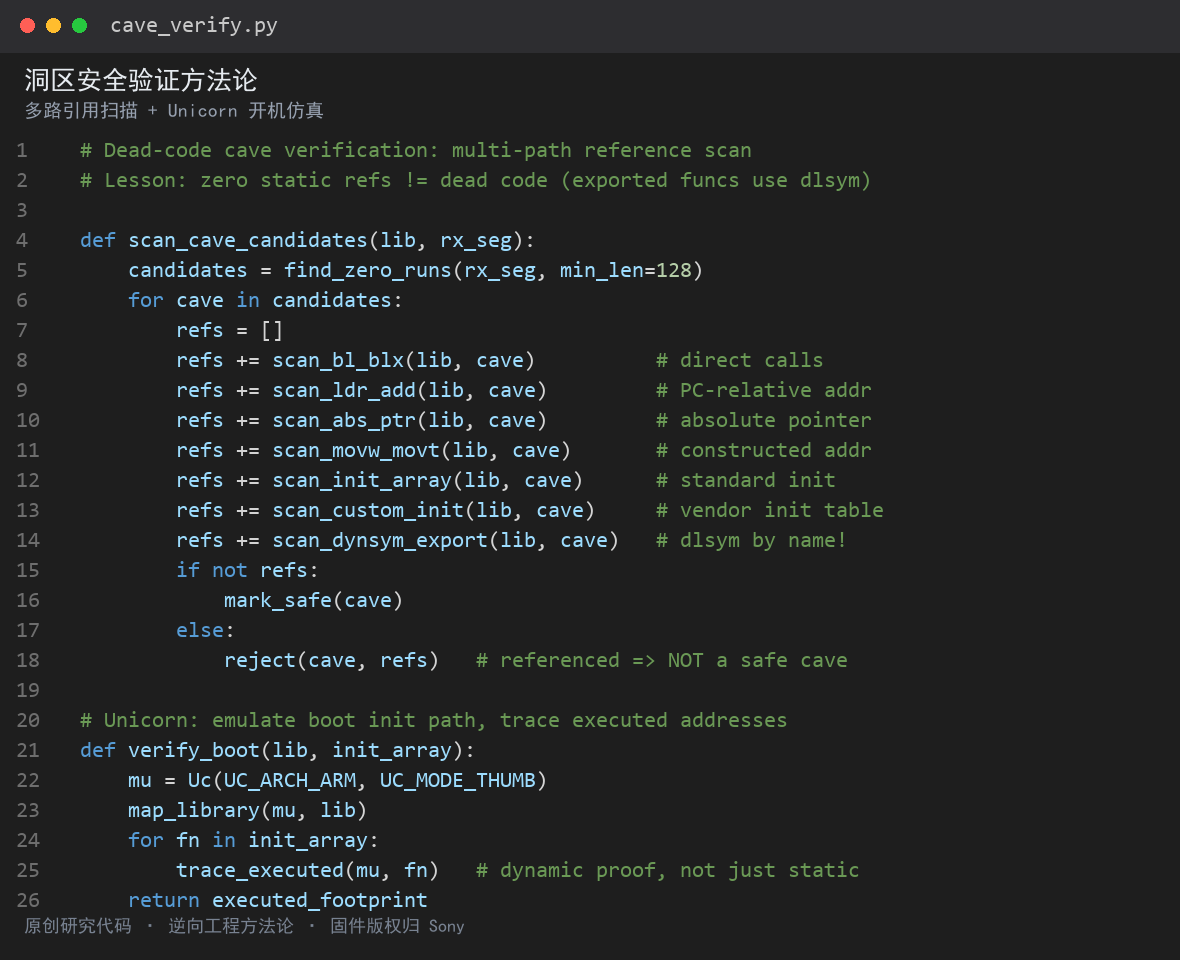 cave_verify.py
洞区安全验证方法论
多路引用扫描 + Unicorn 开机仿真
1 # Dead-code cave verification: multi-path reference scan
2 # Lesson: zero static refs != dead code (exported funcs use dlsym)
3
4 def scan_cave_candidates(lib, rx_seg):
5     candidates = find_zero_runs(rx_seg, min_len=128)
6     for cave in candidates:
7         refs = []
8         refs += scan_bl_blx(lib, cave)          # direct calls
9         refs += scan_ldr_add(lib, cave)         # PC-relative addr
10         refs += scan_abs_ptr(lib, cave)         # absolute pointer
11         refs += scan_movw_movt(lib, cave)       # constructed addr
12         refs += scan_init_array(lib, cave)      # standard init
13         refs += scan_custom_init(lib, cave)     # vendor init table
14         refs += scan_dynsym_export(lib, cave)   # dlsym by name!
15         if not refs:
16             mark_safe(cave)
17         else:
18             reject(cave, refs)   # referenced => NOT a safe cave
19
20 # Unicorn: emulate boot init path, trace executed addresses
21 def verify_boot(lib, init_array):
22     mu = Uc(UC_ARCH_ARM, UC_MODE_THUMB)
23     map_library(mu, lib)
24     for fn in init_array:
25         trace_executed(mu, fn)   # dynamic proof, not just static
26     return executed_footprint
原创研究代码 · 逆向工程方法论 · 固件版权归 Sony